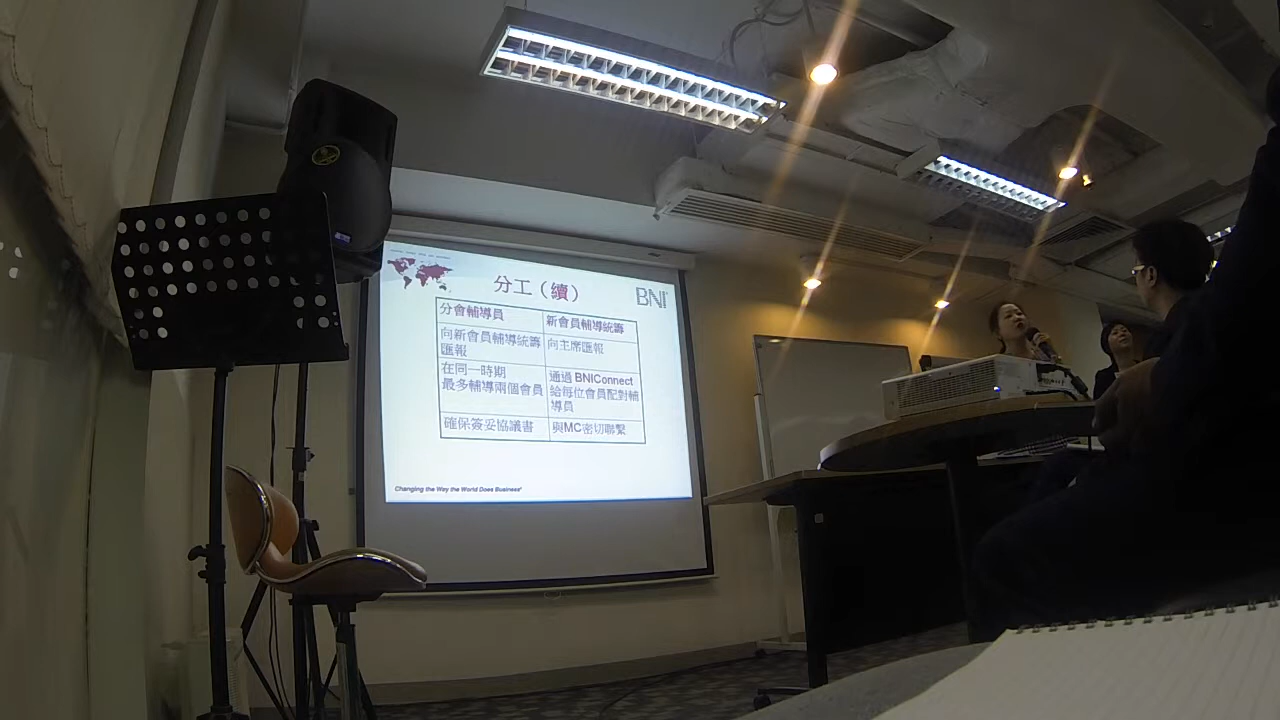 分工（續）
BNI
分會輔導員
新會員輔導統籌
向新會員輔導統籌
匯報
向主席匯報
在同一時期
最多輔導兩個會員
通過 BNIConnect
給每位會員配對輔
導員
確保簽妥協議書
與MC密切聯繫
Changing the Way the World Does Business®